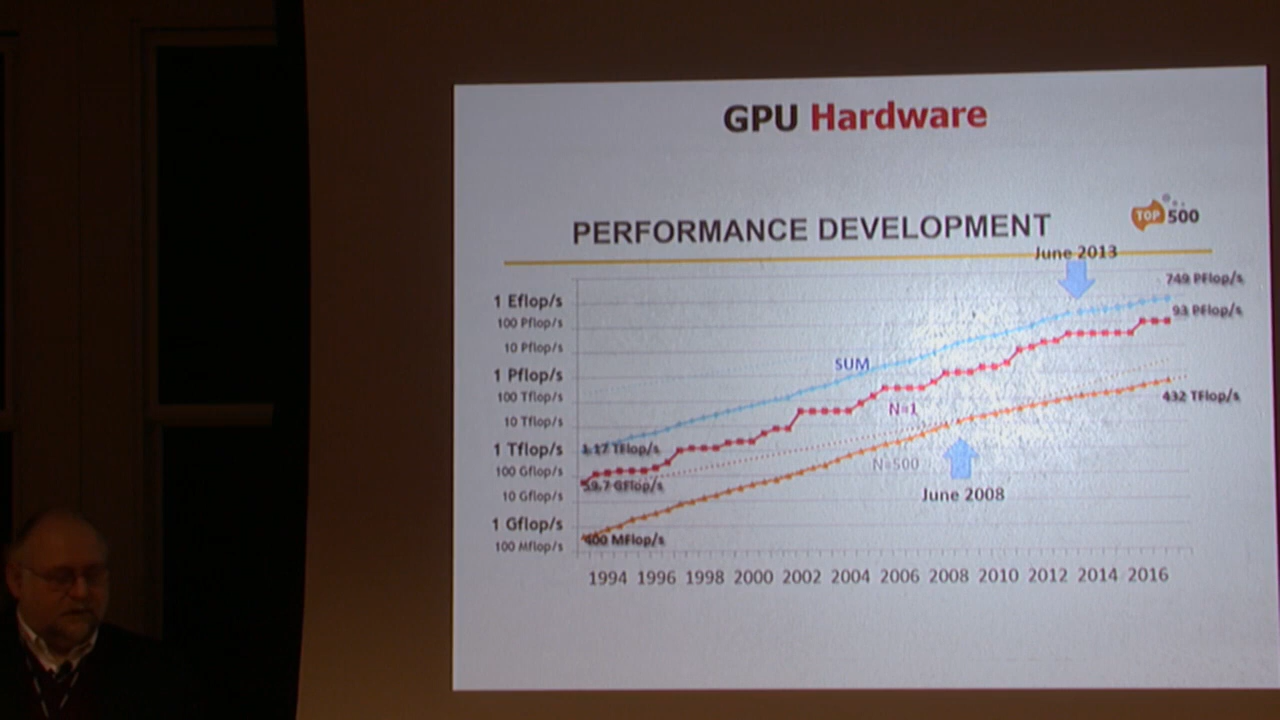 GPU Hardware
PERFORMANCE DEVELOPMENT
TOP 500
June 2013
749 PFlop/s
1 Eflop/s
93 PFlop/s
100 Pflop/s
10 Pflop/s
SUM
1 Pflop/s
100 Tflop/s
432 TFlop/s
N=1
10 Tflop/s
1 Tflop/s
1.17 TFlop/s
N=500
100 Gflop/s
59.7 GFlop/s
10 Gflop/s
June 2008
1 Gflop/s
400 MFlop/s
100 Mflop/s
1994 1996 1998 2000 2002 2004 2006 2008 2010 2012 2014 2016